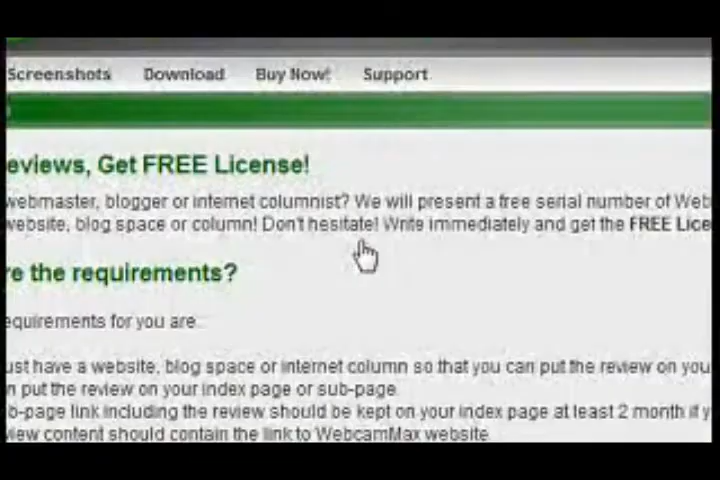 Screenshots Download Buy Now! Support
eviews, Get FREE License!
webmaster, blogger or internet columnist? We will present a free serial number of Web
website, blog space or column! Don't hesitate! Write immediately and get the FREE Lice
re the requirements?
equirements for you are
ust have a website, blog space or internet column so that you can put the review on you
n put the review on your index page or sub-page
b-page link including the review should be kept on your index page at least 2 month if y
view content should contain the link to WebcamMax website